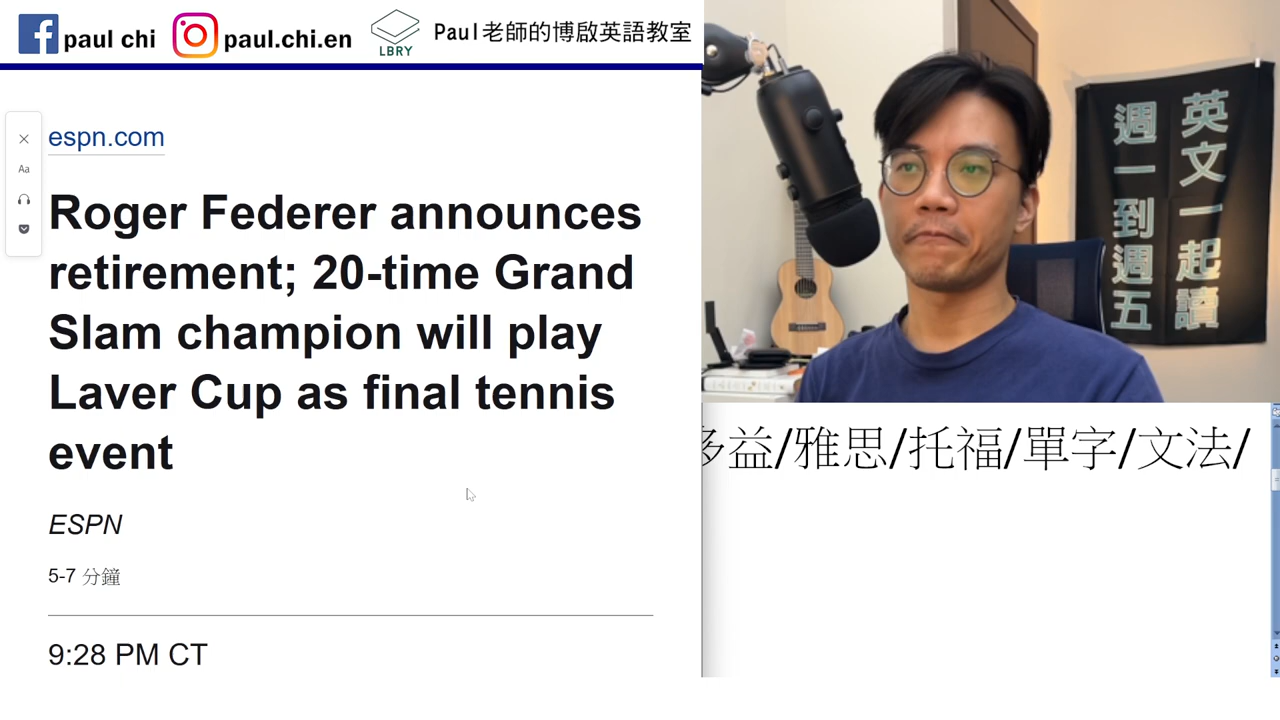 paul chi
paul.chi.en
LBRY
Paul老師的博啟英語教室
espn.com
Aa
Roger Federer announces
retirement; 20-time Grand
Slam champion will play
Laver Cup as final tennis
event
ESPN
5-7 分鐘
9:28 PM CT
英文一起讀
週一到週五
多益/雅思/托福/單字/文法/